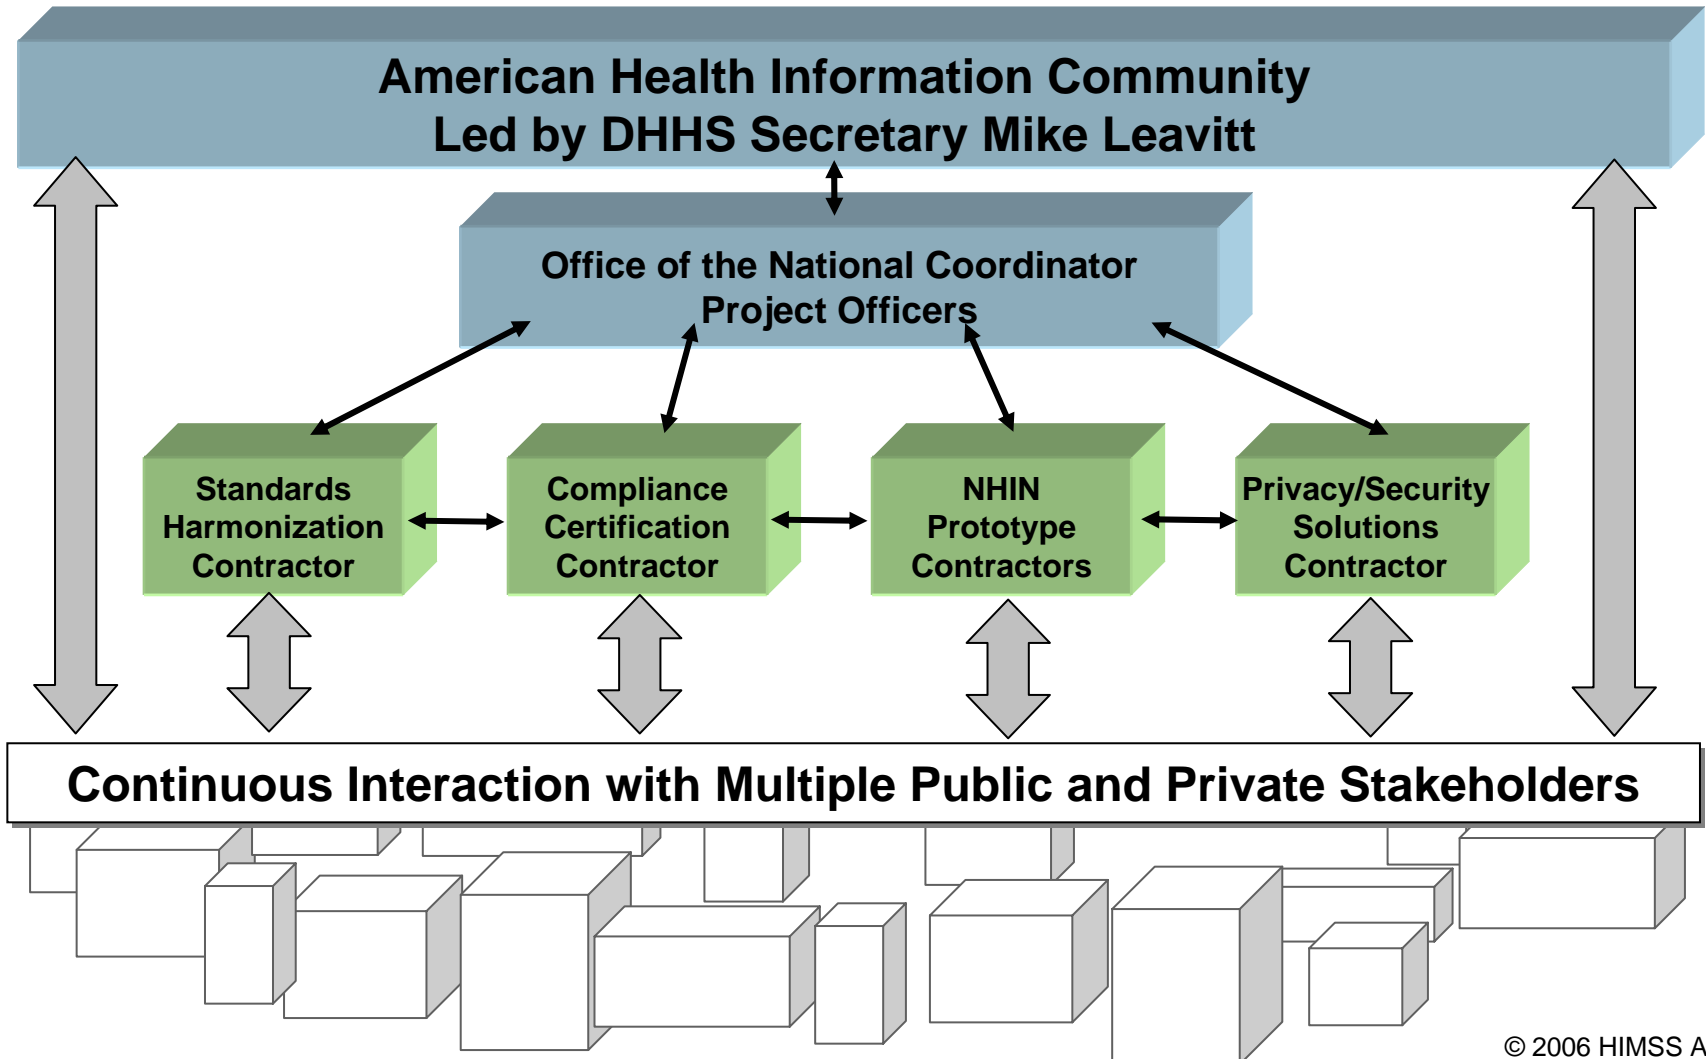 American Health Information Community
Led by DHHS Secretary Mike Leavitt
Office of the National Coordinator
Project Officers
Standards
Harmonization
Contractor
Compliance
Certification
Contractor
NHIN
Prototype
Contractors
Privacy/Security
Solutions
Contractor
Continuous Interaction with Multiple Public and Private Stakeholders
© 2006 HIMSS A